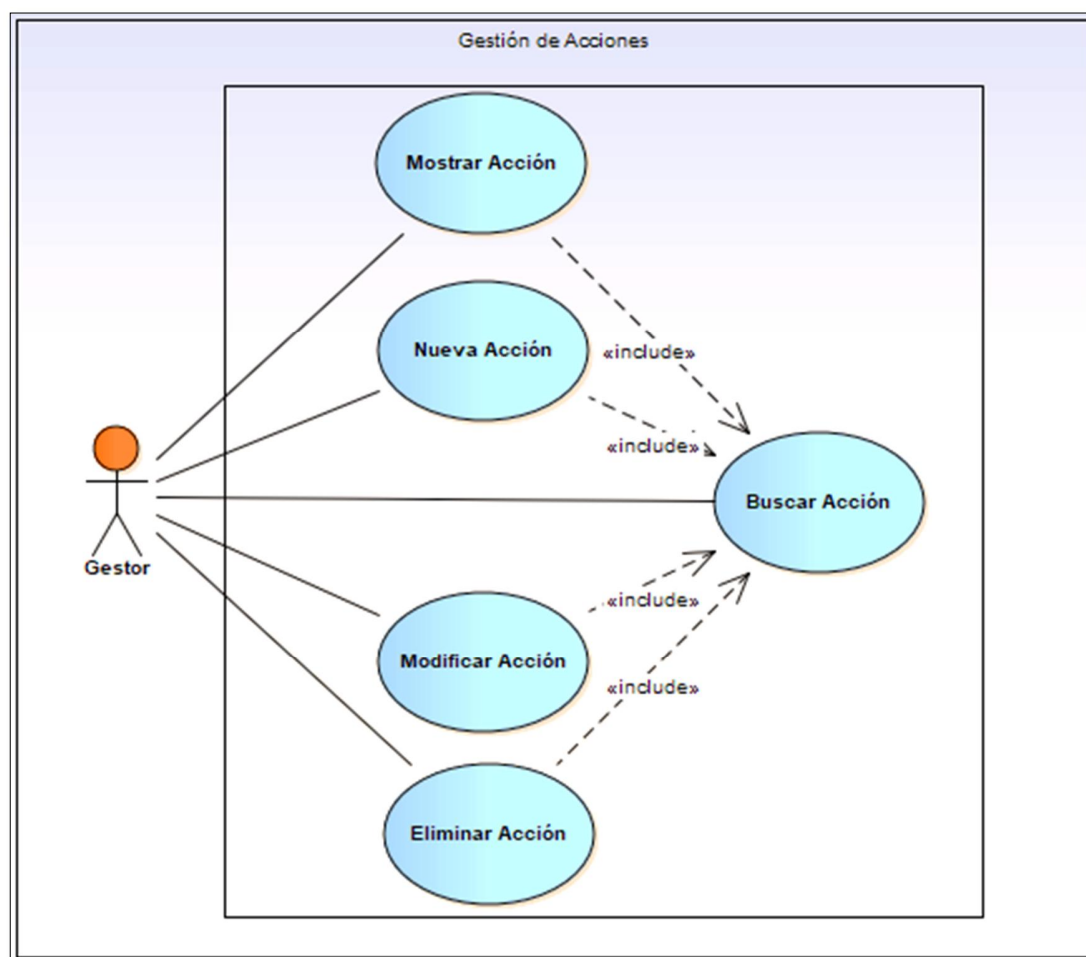 Gestión de Acciones
Mostrar Acción
Nueva Acción
«include»
«include»
Buscar Acción
Gestor
«include»
Modificar Acción
«include»
Eliminar Acción